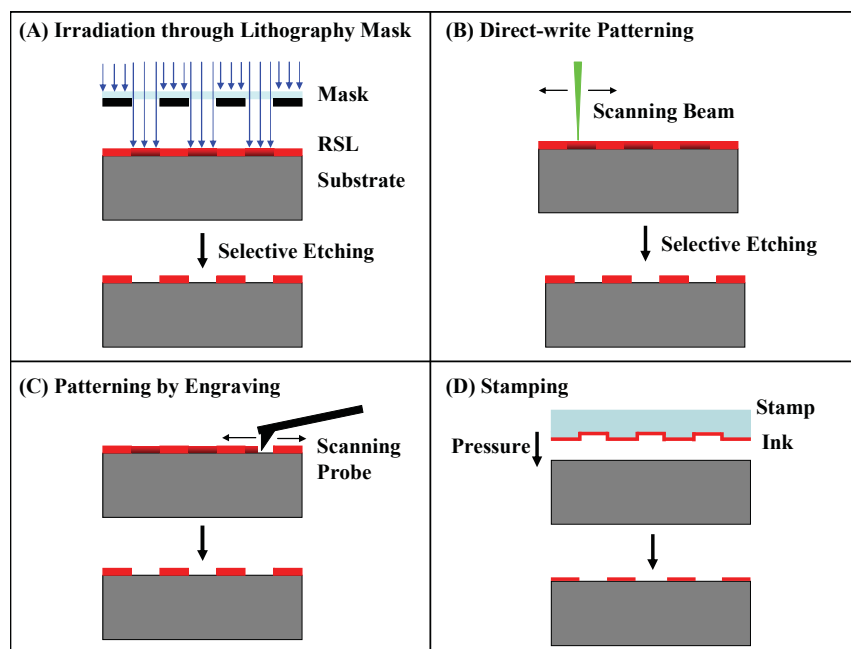 (A) Irradiation through Lithography Mask
Mask
RSL
Substrate
Selective Etching
(B) Direct-write Patterning
Scanning Beam
Selective Etching
(C) Patterning by Engraving
Scanning
Probe
(D) Stamping
Stamp
Pressure
Ink